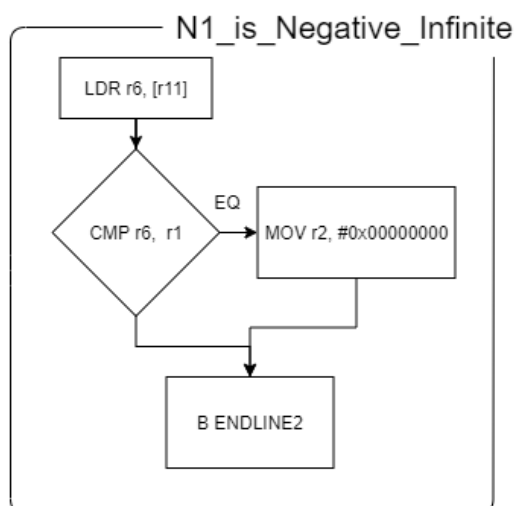 N1_is_Negative_Infinite
LDR r6, [r11]
EQ
CMP r6, r1
MOV r2, #0x00000000
B ENDLINE2